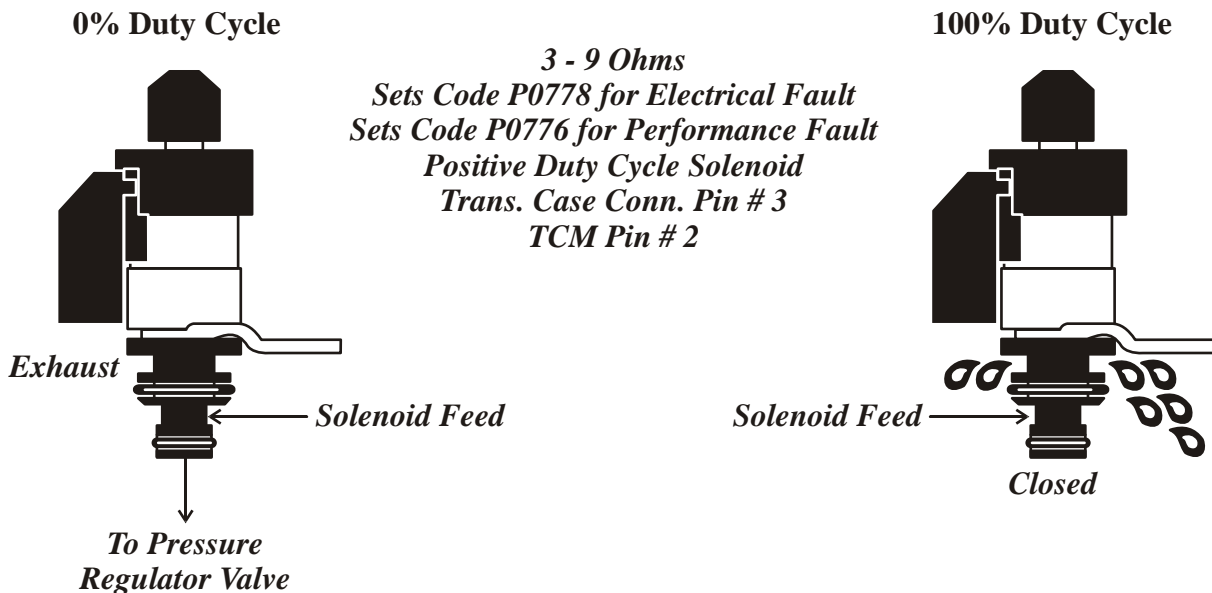 0% Duty Cycle
100% Duty Cycle
3 - 9 Ohms
Sets Code P0778 for Electrical Fault
Sets Code P0776 for Performance Fault
Positive Duty Cycle Solenoid
Trans. Case Conn. Pin # 3
TCM Pin # 2
Exhaust
Solenoid Feed
To Pressure
Regulator Valve
Solenoid Feed
Closed